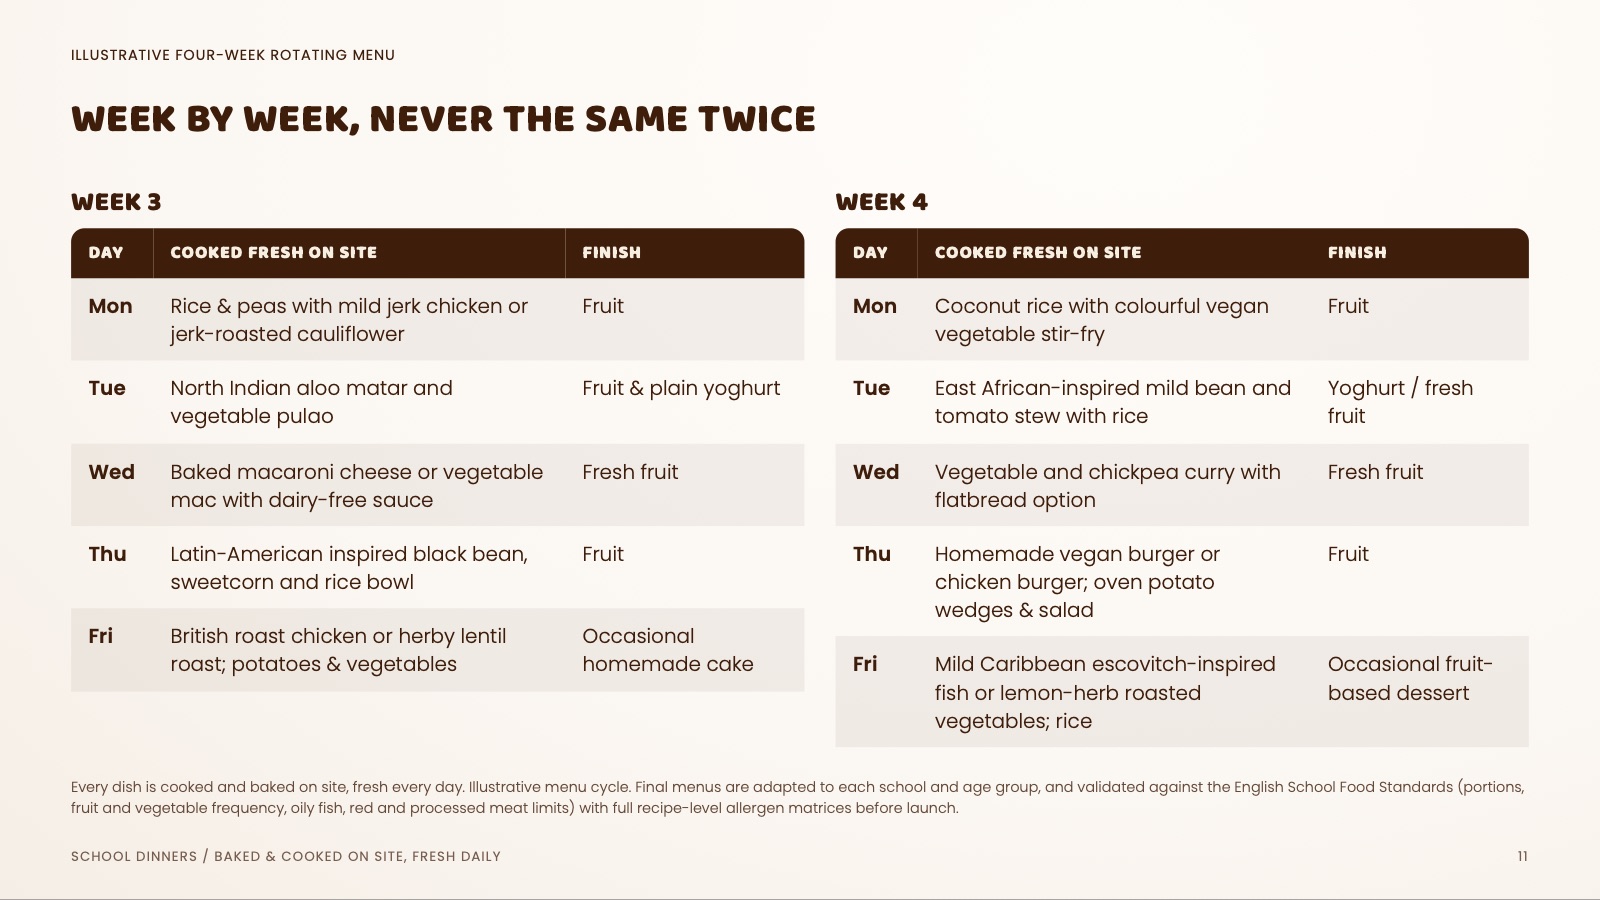 ILLUSTRATIVE FOUR-WEEK ROTATING MENU
WEEK BY WEEK, NEVER THE SAME TWICE
WEEK 3
DAY COOKED FRESH ON SITE FINISH
Mon Rice & peas with mild jerk chicken or Fruit
jerk-roasted cauliflower
Tue North Indian aloo matar and Fruit & plain yoghurt
vegetable pulao
Wed Baked macaroni cheese or vegetable Fresh fruit
mac with dairy-free sauce
Thu Latin-American inspired black bean, Fruit
sweetcorn and rice bowl
Fri British roast chicken or herby lentil Occasional
roast; potatoes & vegetables homemade cake
WEEK 4
DAY COOKED FRESH ON SITE FINISH
Mon Coconut rice with colourful vegan Fruit
vegetable stir-fry
Tue East African-inspired mild bean and Yoghurt / fresh
tomato stew with rice fruit
Wed Vegetable and chickpea curry with Fresh fruit
flatbread option
Thu Homemade vegan burger or Fruit
chicken burger; oven potato
wedges & salad
Fri Mild Caribbean escovitch-inspired Occasional fruit-
fish or lemon-herb roasted based dessert
vegetables; rice
Every dish is cooked and baked on site, fresh every day. Illustrative menu cycle. Final menus are adapted to each school and age group, and validated against the English School Food Standards (portions,
fruit and vegetable frequency, oily fish, red and processed meat limits) with full recipe-level allergen matrices before launch.
SCHOOL DINNERS / BAKED & COOKED ON SITE, FRESH DAILY 11